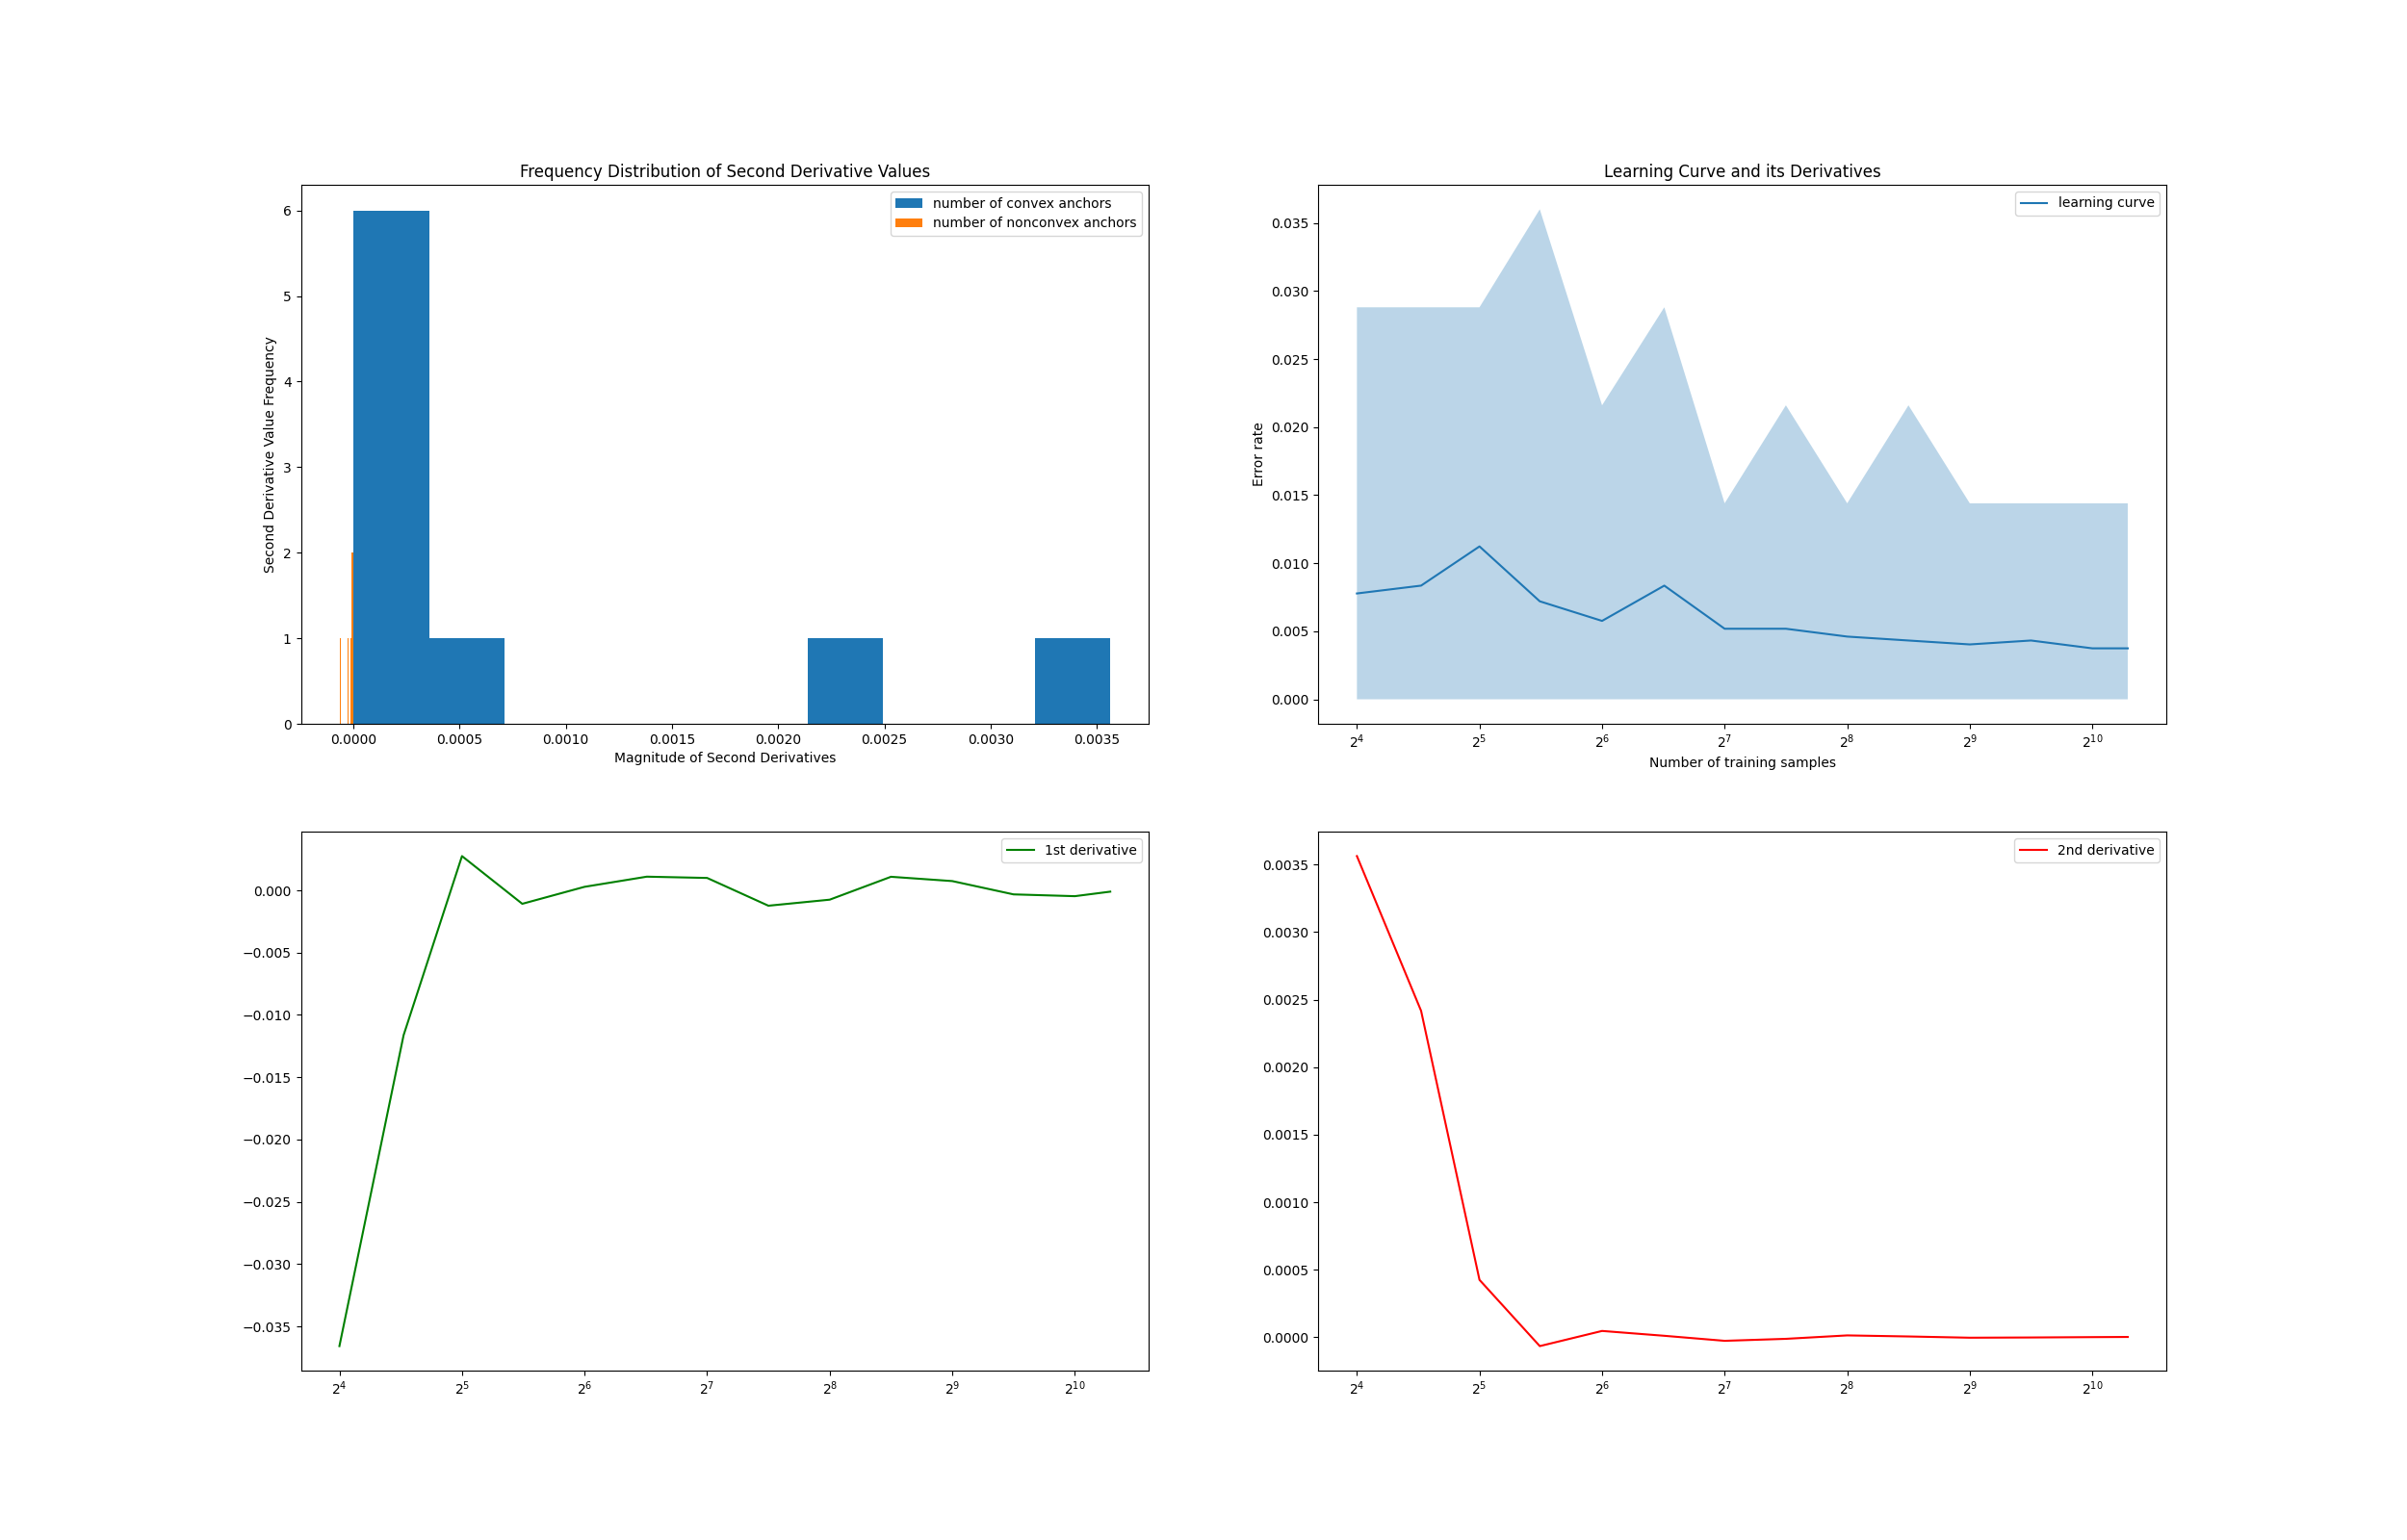 Frequency Distribution of Second Derivative Values
number of convex anchors
number of nonconvex anchors
Second Derivative Value Frequency
6
5
4
3
2
1
0
0.0000 0.0005 0.0010 0.0015 0.0020 0.0025 0.0030 0.0035
Magnitude of Second Derivatives
Learning Curve and its Derivatives
learning curve
Error rate
0.035
0.030
0.025
0.020
0.015
0.010
0.005
0.000
2⁴ 2⁵ 2⁶ 2⁷ 2⁸ 2⁹ 2¹⁰
Number of training samples
1st derivative
0.000
−0.005
−0.010
−0.015
−0.020
−0.025
−0.030
−0.035
2⁴ 2⁵ 2⁶ 2⁷ 2⁸ 2⁹ 2¹⁰
2nd derivative
0.0035
0.0030
0.0025
0.0020
0.0015
0.0010
0.0005
0.0000
2⁴ 2⁵ 2⁶ 2⁷ 2⁸ 2⁹ 2¹⁰